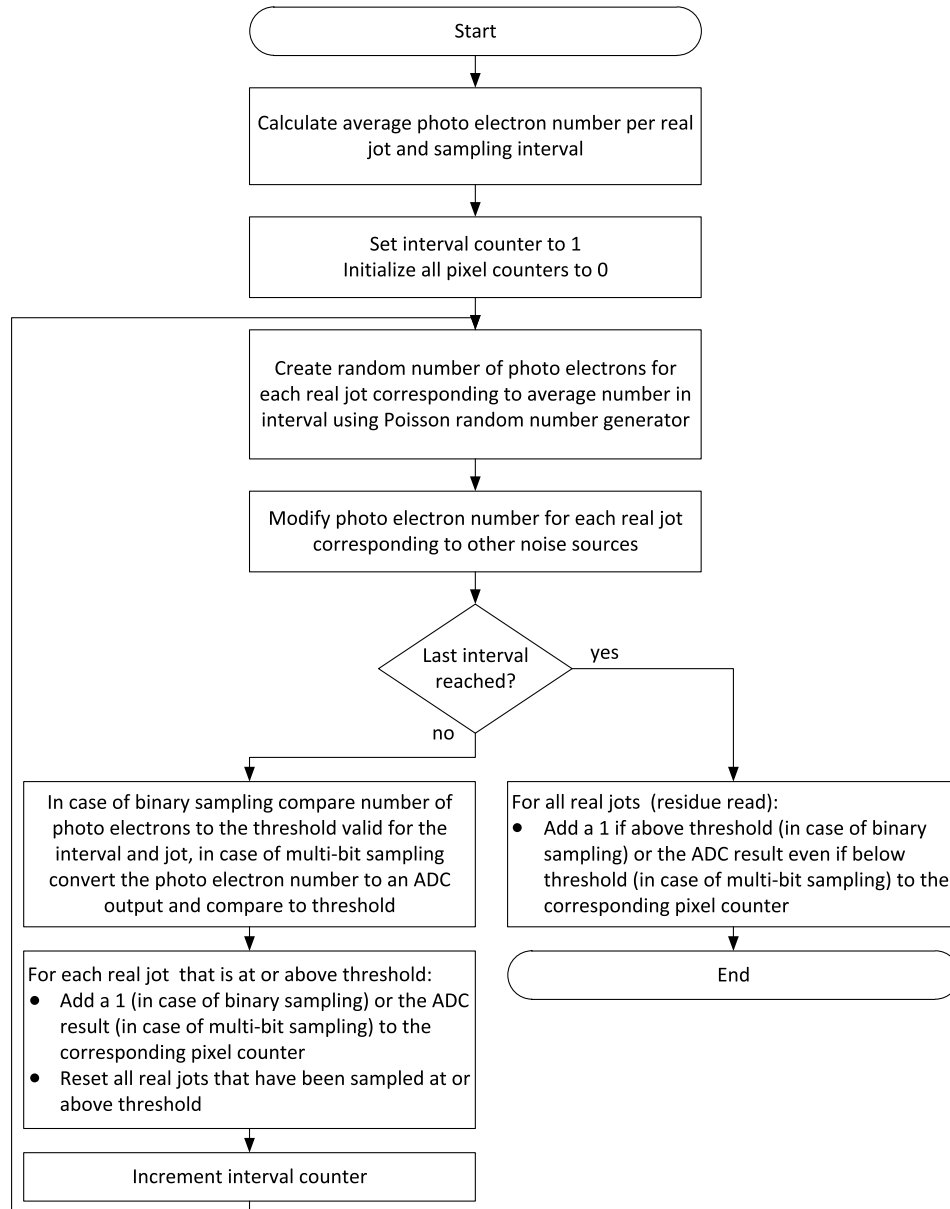 Start
Calculate average photo electron number per real
jot and sampling interval
Set interval counter to 1
Initialize all pixel counters to 0
Create random number of photo electrons for
each real jot corresponding to average number in
interval using Poisson random number generator
Modify photo electron number for each real jot
corresponding to other noise sources
Last interval
reached?
yes
no
In case of binary sampling compare number of
photo electrons to the threshold valid for the
interval and jot, in case of multi-bit sampling
convert the photo electron number to an ADC
output and compare to threshold
For each real jot that is at or above threshold:
● Add a 1 (in case of binary sampling) or the ADC
result (in case of multi-bit sampling) to the
corresponding pixel counter
● Reset all real jots that have been sampled at or
above threshold
Increment interval counter
For all real jots (residue read):
● Add a 1 if above threshold (in case of binary
sampling) or the ADC result even if below
threshold (in case of multi-bit sampling) to the
corresponding pixel counter
End